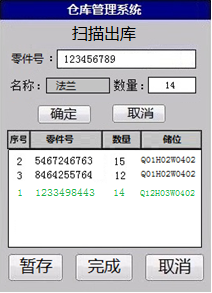 仓库管理系统
扫描出库
零件号： 123456789
名称： 法兰 数量： 14
确定 取消
序号 零件号 数量 储位
2 5467246763 15 Q01H02W0402
3 8464255764 12 Q01H02W0402
1 1233498443 14 Q12H03W0402
暂存 完成 取消